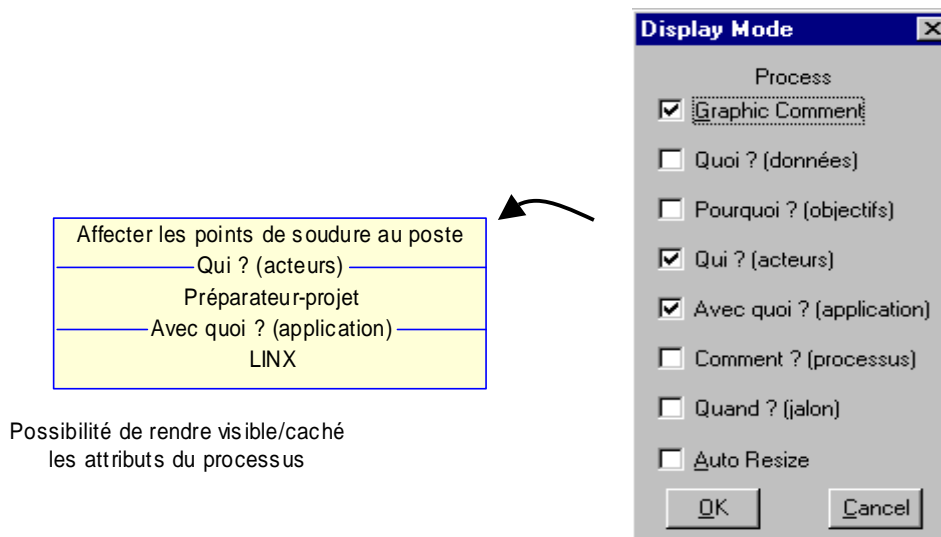 Affecter les points de soudure au poste
Qui ? (acteurs)
Préparateur-projet
Avec quoi ? (application)
LINX
Possibilité de rendre visible/caché
les attributs du processus
Display Mode
Process
Graphic Comment
Quoi ? (données)
Pourquoi ? (objectifs)
Qui ? (acteurs)
Avec quoi ? (application)
Comment ? (processus)
Quand ? (jalon)
Auto Resize
OK
Cancel